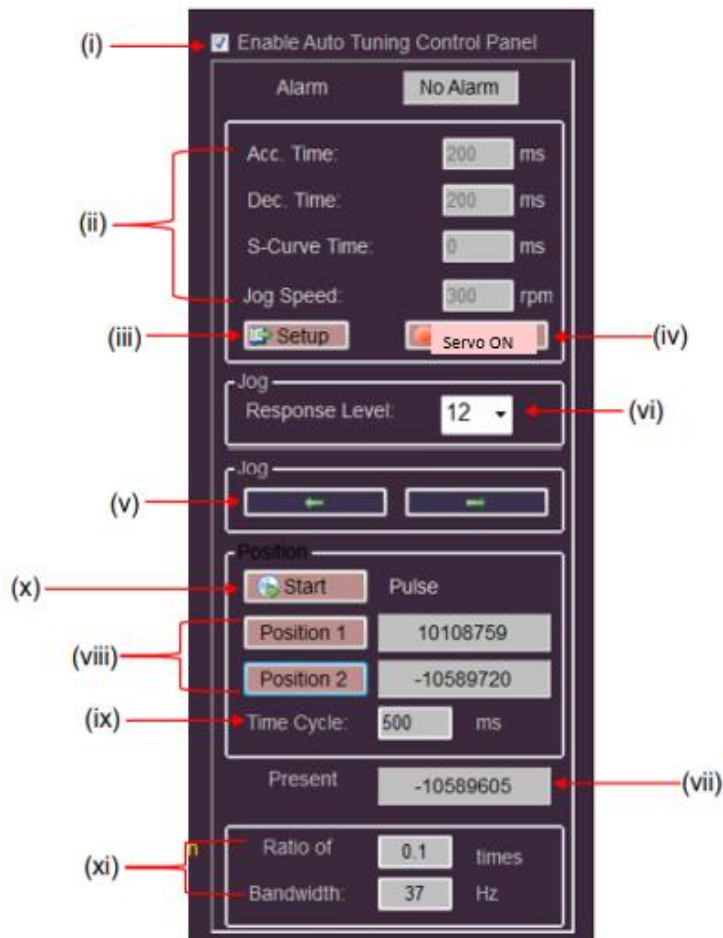 (i) Enable Auto Tuning Control Panel
Alarm No Alarm
(ii)
Acc. Time: 200 ms
Dec. Time: 200 ms
S-Curve Time: 0 ms
Jog Speed: 300 rpm
(iii) Setup Servo ON (iv)
Jog
Response Level: 12 (vi)
Jog
(v)
Position
(x) Start Pulse
(viii)
Position 1 10108759
Position 2 -10589720
(ix) Time Cycle: 500 ms
Present -10589605 (vii)
(xi)
n Ratio of 0.1 times
Bandwidth: 37 Hz